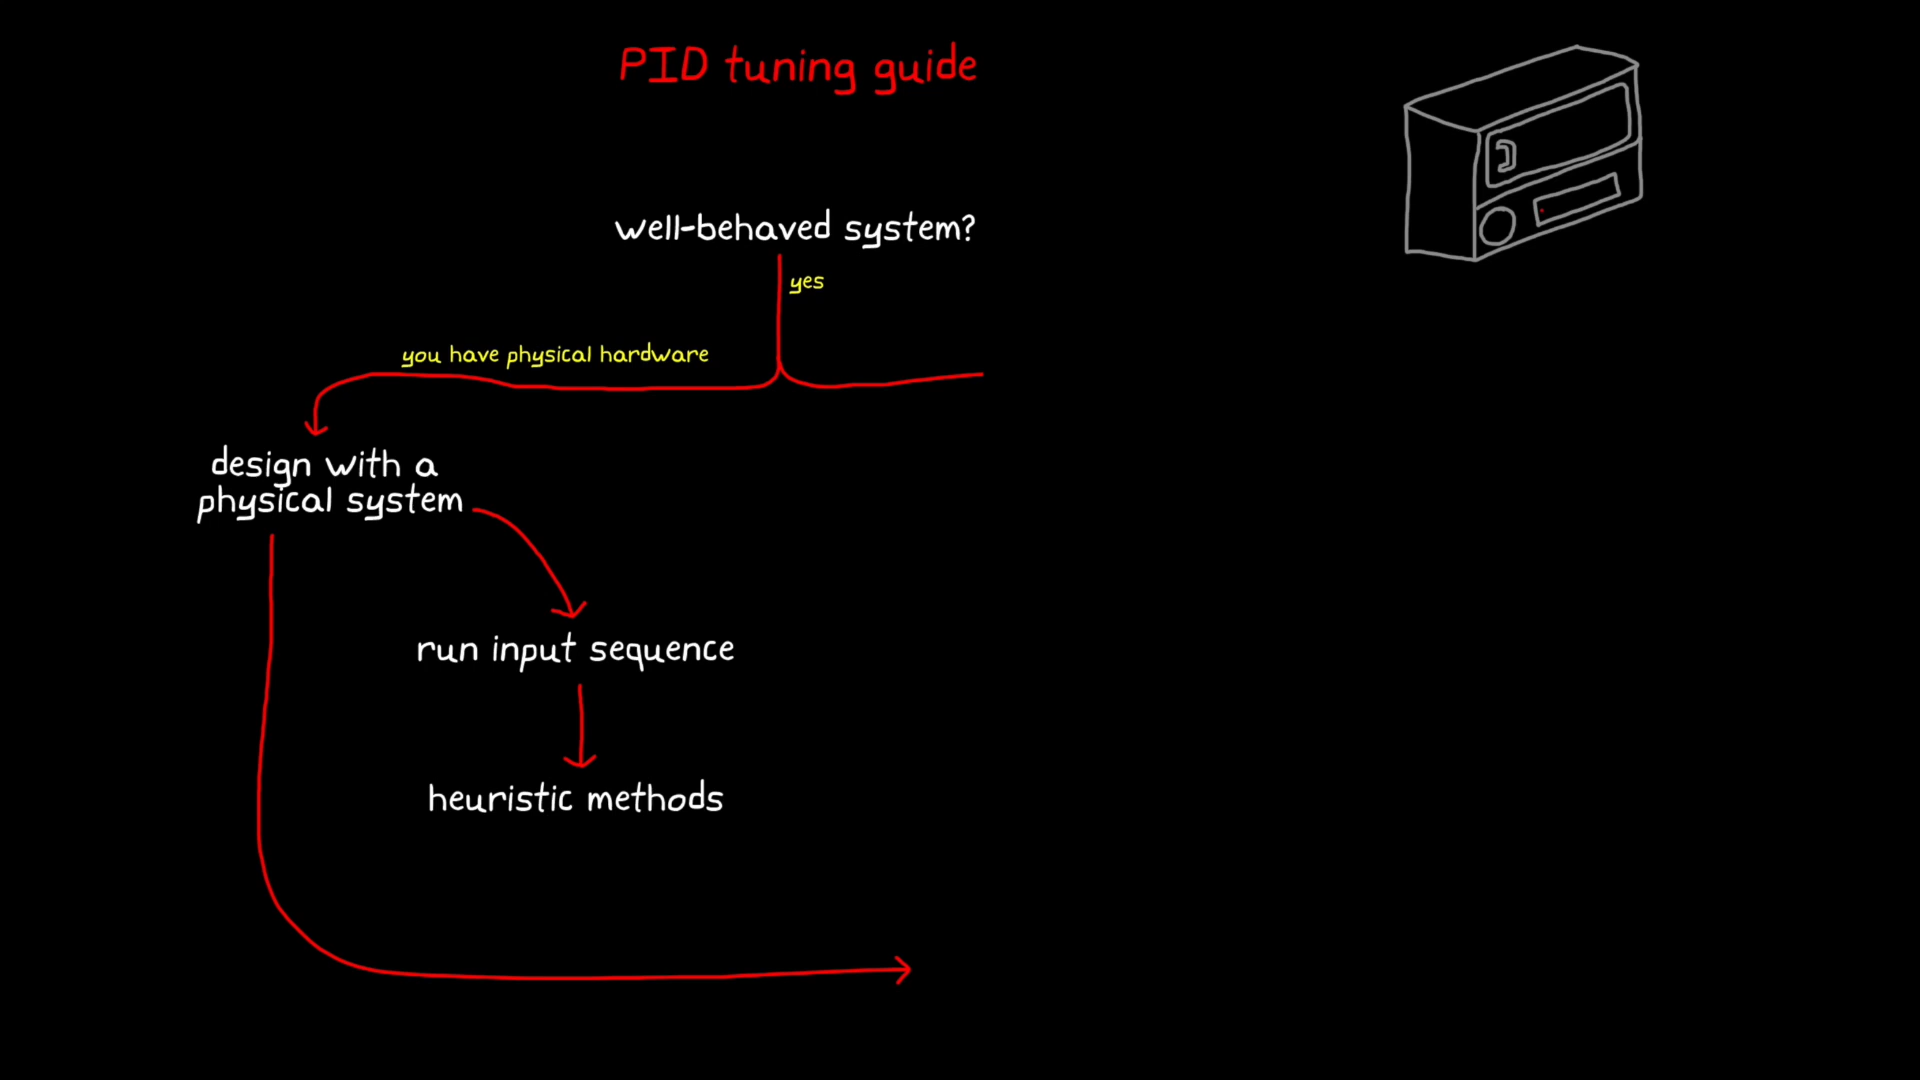 PID tuning guide
well-behaved system?
yes
you have physical hardware
design with a
physical system
run input sequence
heuristic methods